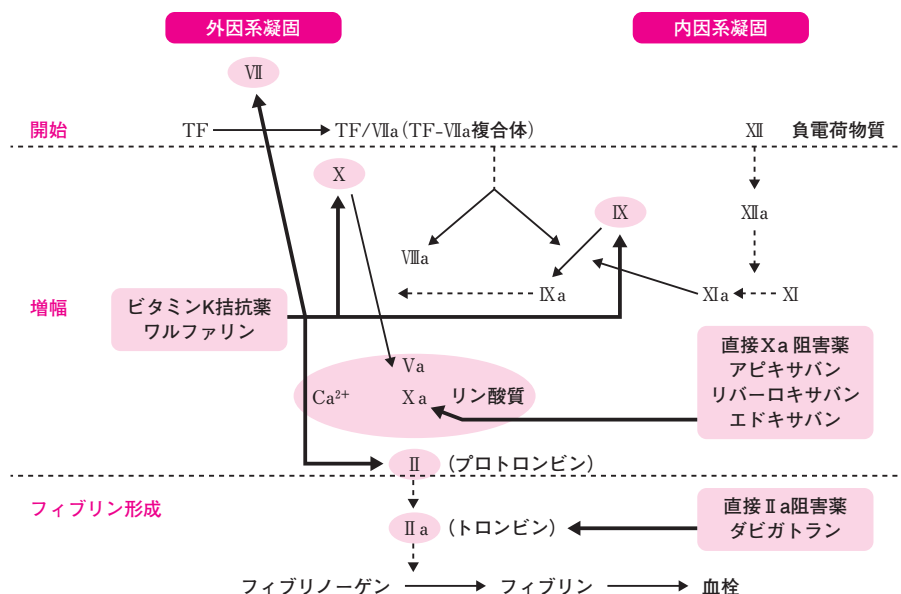 外因系凝固
内因系凝固
Ⅶ
開始
TF
TF/Ⅶa(TF-Ⅶa複合体)
Ⅻ
負電荷物質
Ⅹ
Ⅸ
Ⅻa
Ⅷa
Ⅸa
Ⅺa
Ⅺ
増幅
ビタミンK拮抗薬
ワルファリン
直接Ⅹa阻害薬
アピキサバン
リバーロキサバン
エドキサバン
Ⅴa
Ca²⁺
Ⅹa
リン酸質
Ⅱ
(プロトロンビン)
フィブリン形成
Ⅱa
(トロンビン)
直接Ⅱa阻害薬
ダビガトラン
フィブリノーゲン
フィブリン
血栓